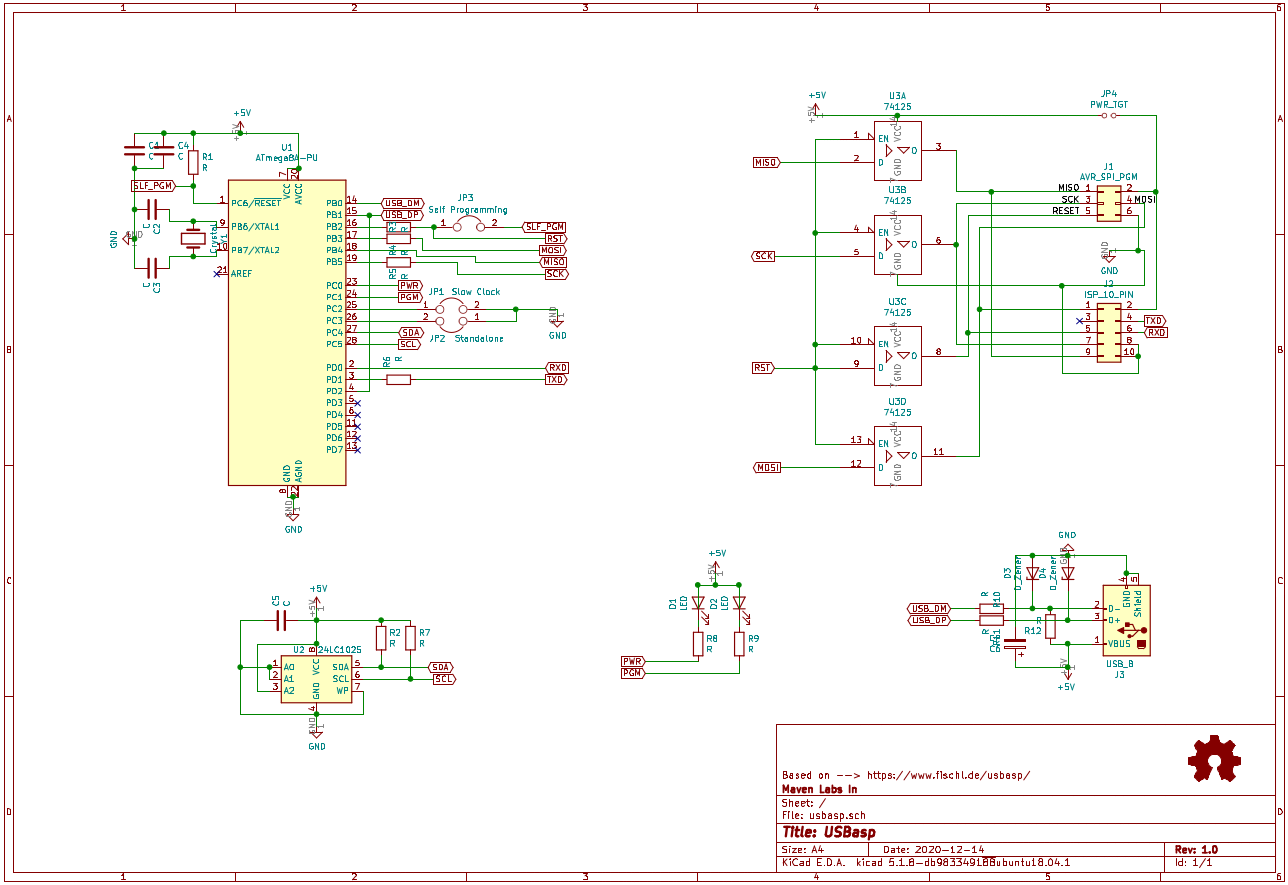 1 2 3 4 5 6
A
B
C
D
+5V
C1
C
C4
C
R1
R
U1
ATmega8A-PU
SLF_PGM
GND
C
C2
C
C3
Crystal
Y1
1 PC6/RESET
9 PB6/XTAL1
10 PB7/XTAL2
21 AREF
7 VCC
20 AVCC
8 GND
22 AGND
GND
PB0 14 USB_DM
PB1 15 USB_DP
PB2 16
PB3 17
PB4 18
PB5 19
PC0 23 PWR
PC1 24 PGM
PC2 25
PC3 26
PC4 27 SDA
PC5 28 SCL
PD0 2 RXD
PD1 3 TXD
PD2 4
PD3 5
PD4 6
PD5 11
PD6 12
PD7 13
R3
R
R4
R
R5
R
R6
R
JP3
Self Programming
1 2
SLF_PGM
RST
MOSI
MISO
SCK
JP1 Slow Clock
1 2
2 1
JP2 Standalone
GND
+5V
U3A
74125
MISO
1 EN
2 D
O 3
VCC 14
GND 7
U3B
74125
SCK
4 EN
5 D
O 6
VCC 14
GND 7
U3C
74125
RST
10 EN
9 D
O 8
VCC 14
GND 7
U3D
74125
MOSI
13 EN
12 D
O 11
VCC 14
GND 7
JP4
PWR_TGT
J1
AVR_SPI_PGM
MISO 1 2
SCK 3 4 MOSI
RESET 5 6
GND
J2
ISP_10_PIN
1 2
3 4 TXD
5 6 RXD
7 8
9 10
+5V
C5
C
U2 24LC1025
1 A0
2 A1
3 A2
8 VCC
GND 4
SDA 5
SCL 6
WP 7
R2
R
R7
R
SDA
SCL
GND
+5V
D1
LED
D2
LED
R8
R
R9
R
PWR
PGM
GND
D3
D_Zener
D4
D_Zener
USB_DM
USB_DP
R
R10
R
R12
R
2 D-
3 D+
1 VBUS
4 GND
5 Shield
USB_B
J3
+5V
Based on --> https://www.fischl.de/usbasp/
Maven Labs In
Sheet: /
File: usbasp.sch
Title: USBasp
Size: A4 Date: 2020-12-14 Rev: 1.0
KiCad E.D.A. Id: 1/1